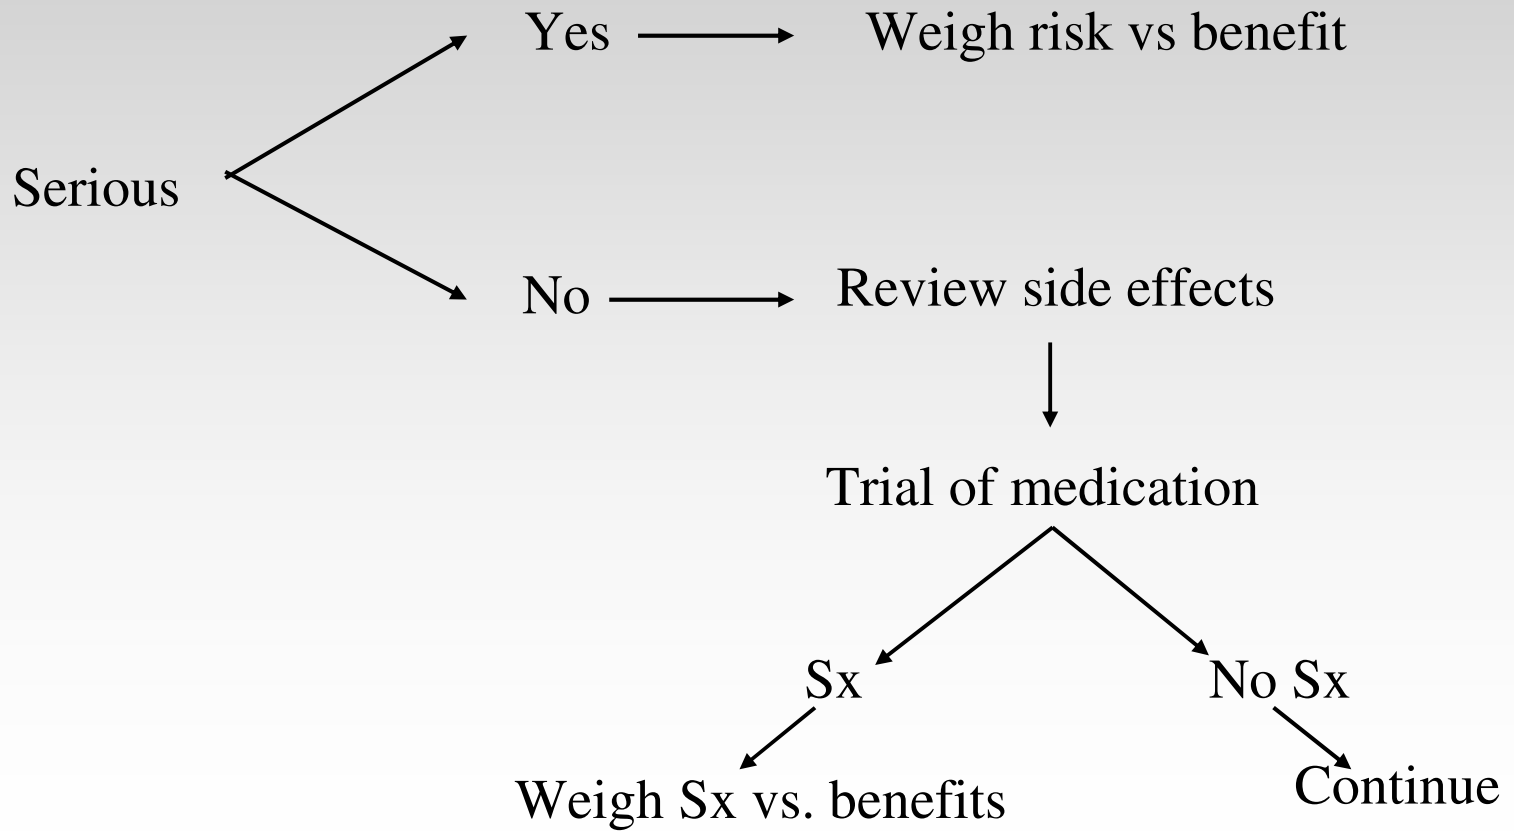 Yes
Weigh risk vs benefit
Serious
No
Review side effects
Trial of medication
Sx
No Sx
Weigh Sx vs. benefits
Continue